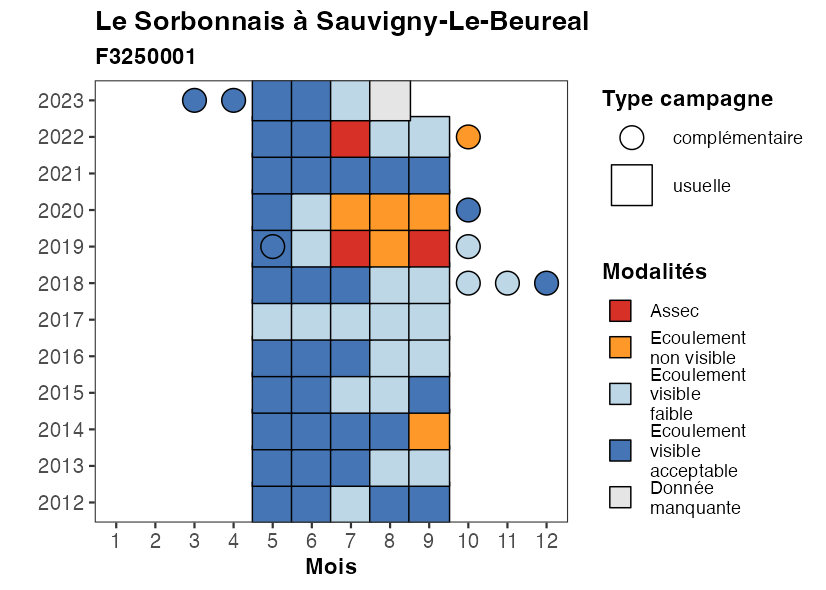 Le Sorbonnais à Sauvigny-Le-Beureal
F3250001
2023
2022
2021
2020
2019
2018
2017
2016
2015
2014
2013
2012
1 2 3 4 5 6 7 8 9 10 11 12
Mois
Type campagne
complémentaire
usuelle
Modalités
Assec
Ecoulement
non visible
Ecoulement
visible
faible
Ecoulement
visible
acceptable
Donnée
manquante